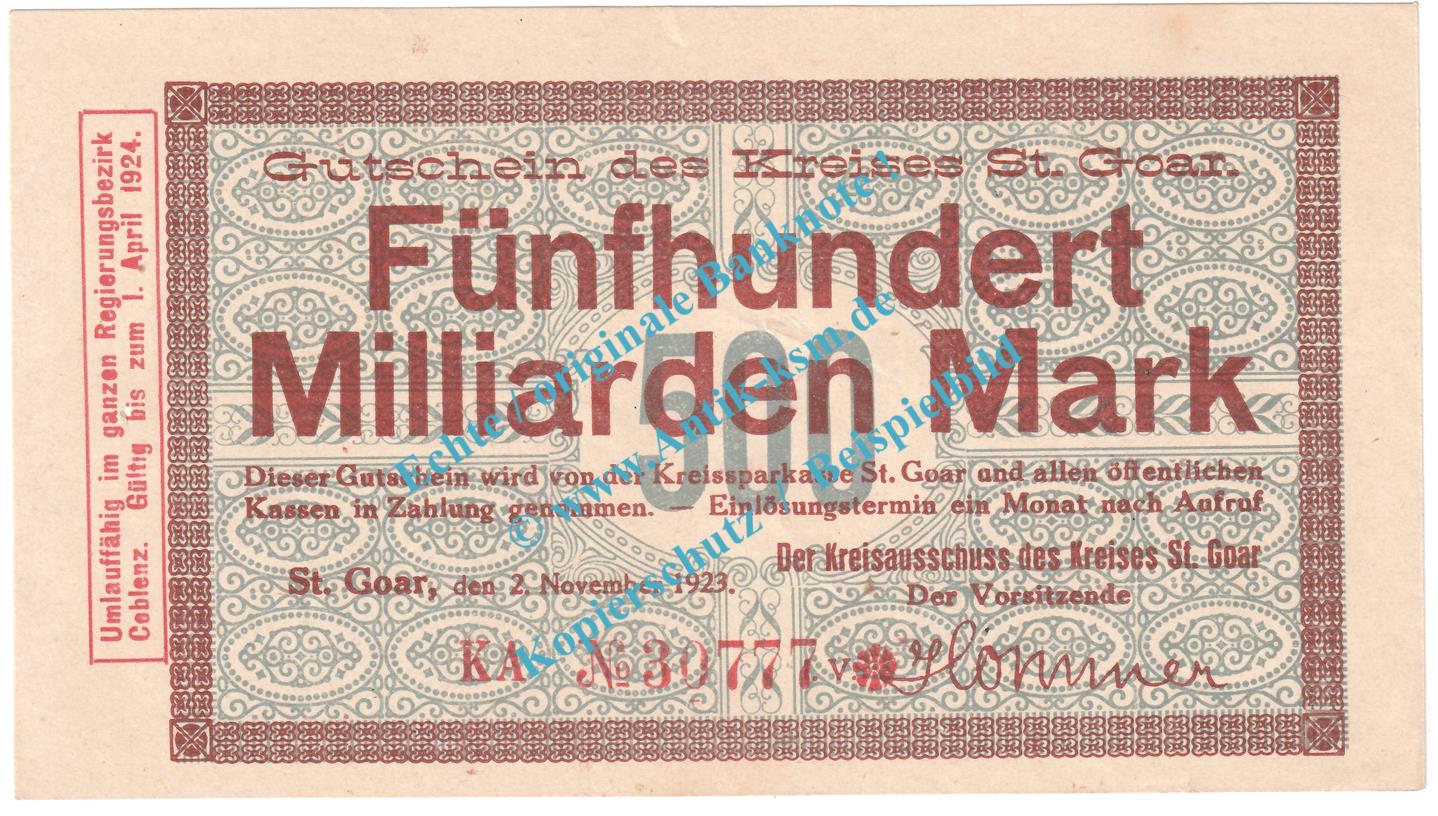 Umlauffähig im ganzen Regierungsbezirk
Coblenz. Gültig bis zum 1. April 1924.
Gutschein des Kreises St. Goar.
Fünfhundert
Milliarden Mark
500
Dieser Gutschein wird von der Kreissparkasse St. Goar und allen öffentlichen
Kassen in Zahlung genommen. — Einlösungstermin ein Monat nach Aufruf
Der Kreisausschuss des Kreises St. Goar
St. Goar, den 2. November 1923.
Der Vorsitzende
KA № 30777 v
Echte / originale Banknote !
© www.Antik-ksm.de
Kopierschutz / Beispielbild